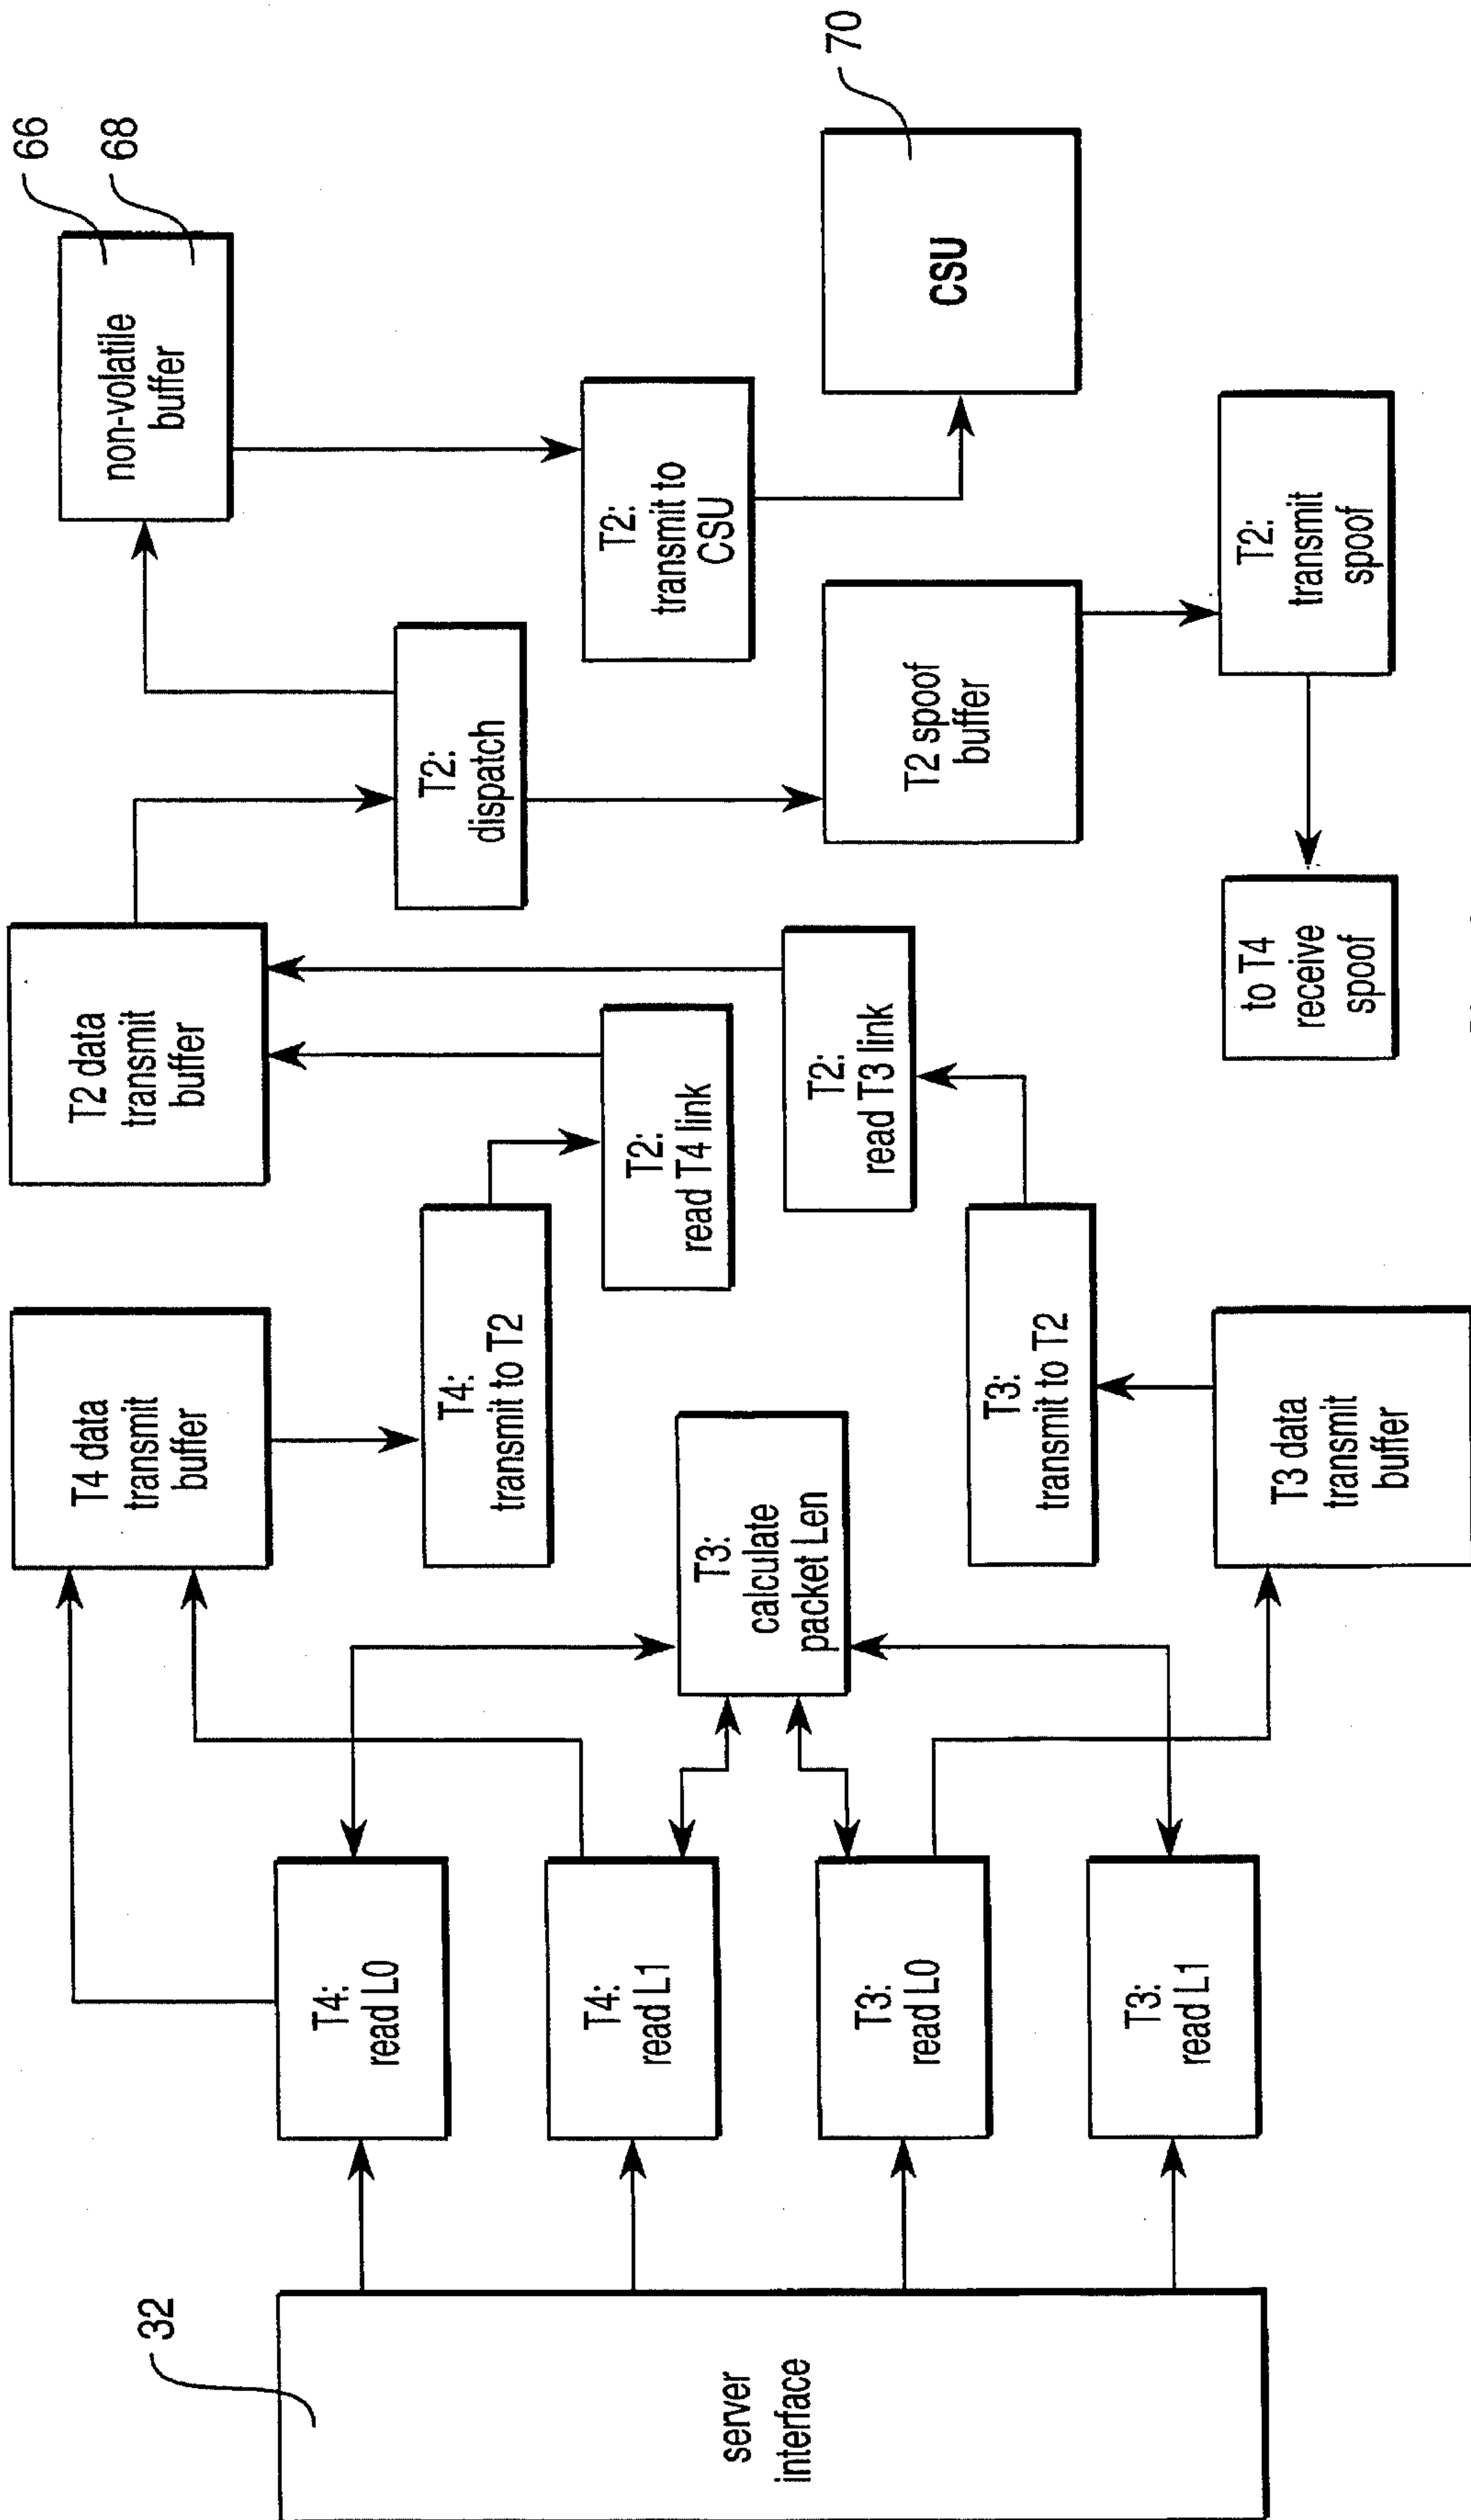 32
server
interface
T4:
read L0
T4:
read L1
T3:
read L0
T3:
read L1
T4 data
transmit
buffer
T4:
transmit to T2
T3:
calculate
packet Len
T3:
transmit to T2
T3 data
transmit
buffer
T2 data
transmit
buffer
T2:
read T4 link
T2:
read T3 link
T2:
dispatch
T2 spoof
buffer
to T4
receive
spoof
66
68
non-volatile
buffer
T2:
transmit to
CSU
70
CSU
T2:
transmit
spoof